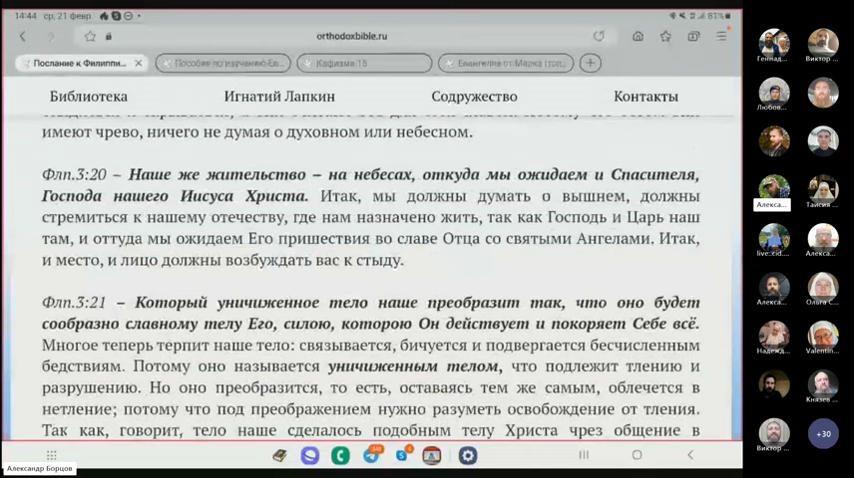 14:44 ср, 21 февр.
81%
orthodoxbible.ru
Послание к Филиппи... × Пособие по изучению Ев... Кафизма 15 Евангелие от Марка (тол...
Библиотека Игнатий Лапкин Содружество Контакты
имеют чрево, ничего не думая о духовном или небесном.
Флп.3:20 – Наше же жительство – на небесах, откуда мы ожидаем и Спасителя,
Господа нашего Иисуса Христа. Итак, мы должны думать о вышнем, должны
стремиться к нашему отечеству, где нам назначено жить, так как Господь и Царь наш
там, и оттуда мы ожидаем Его пришествия во славе Отца со святыми Ангелами. Итак,
и место, и лицо должны возбуждать вас к стыду.
Флп.3:21 – Который уничиженное тело наше преобразит так, что оно будет
сообразно славному телу Его, силою, которою Он действует и покоряет Себе всё.
Многое теперь терпит наше тело: связывается, бичуется и подвергается бесчисленным
бедствиям. Потому оно называется уничиженным телом, что подлежит тлению и
разрушению. Но оно преобразится, то есть, оставаясь тем же самым, облечется в
нетление; потому что под преображением нужно разуметь освобождение от тления.
Так как, говорит, тело наше сделалось подобным телу Христа чрез общение в
Александр Борцов
Геннад... Виктор ...
Любов...
Алекса... Таисия ...
live:.cid... Алекса...
Алекса... Ольга С...
Надежд... Valentin...
Князев ...
Виктор ... +30